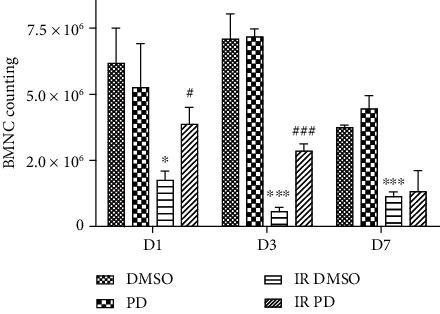 BMNC counting
7.5 × 10⁶
5.0 × 10⁶
2.0 × 10⁶
0
*
#
***
###
***
D1 D3 D7
DMSO IR DMSO
PD IR PD